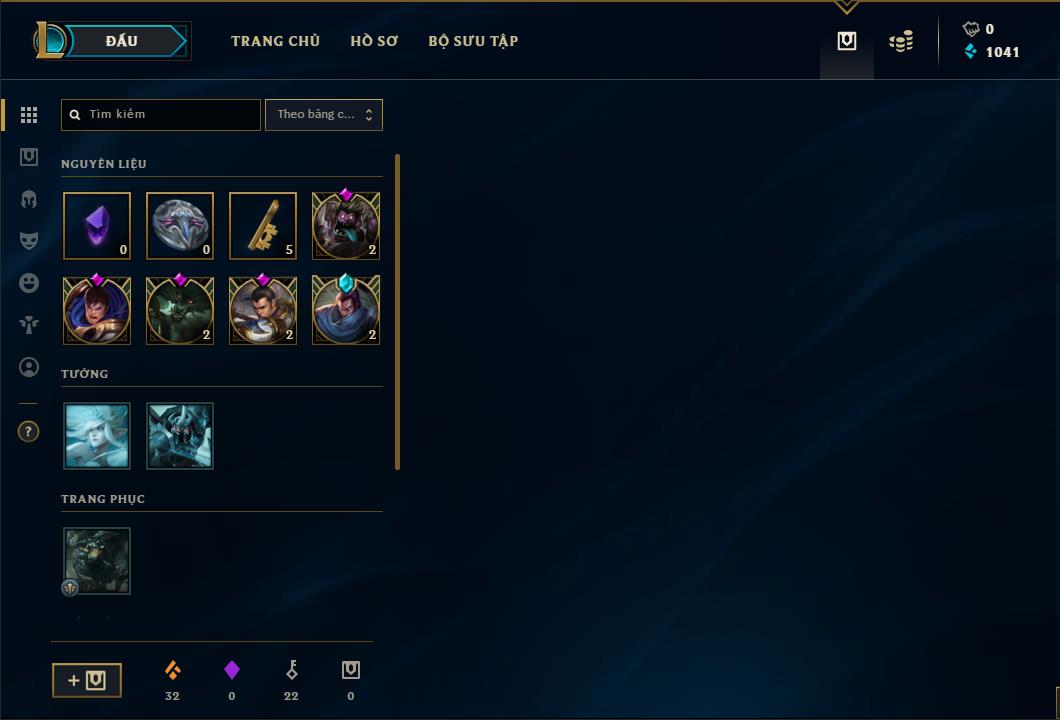 ĐẤU
TRANG CHỦ
HỒ SƠ
BỘ SƯU TẬP
0
1041
Tìm kiếm
Theo bảng c...
NGUYÊN LIỆU
0
0
5
2
2
2
2
TƯỚNG
TRANG PHỤC
?
+
32
0
22
0